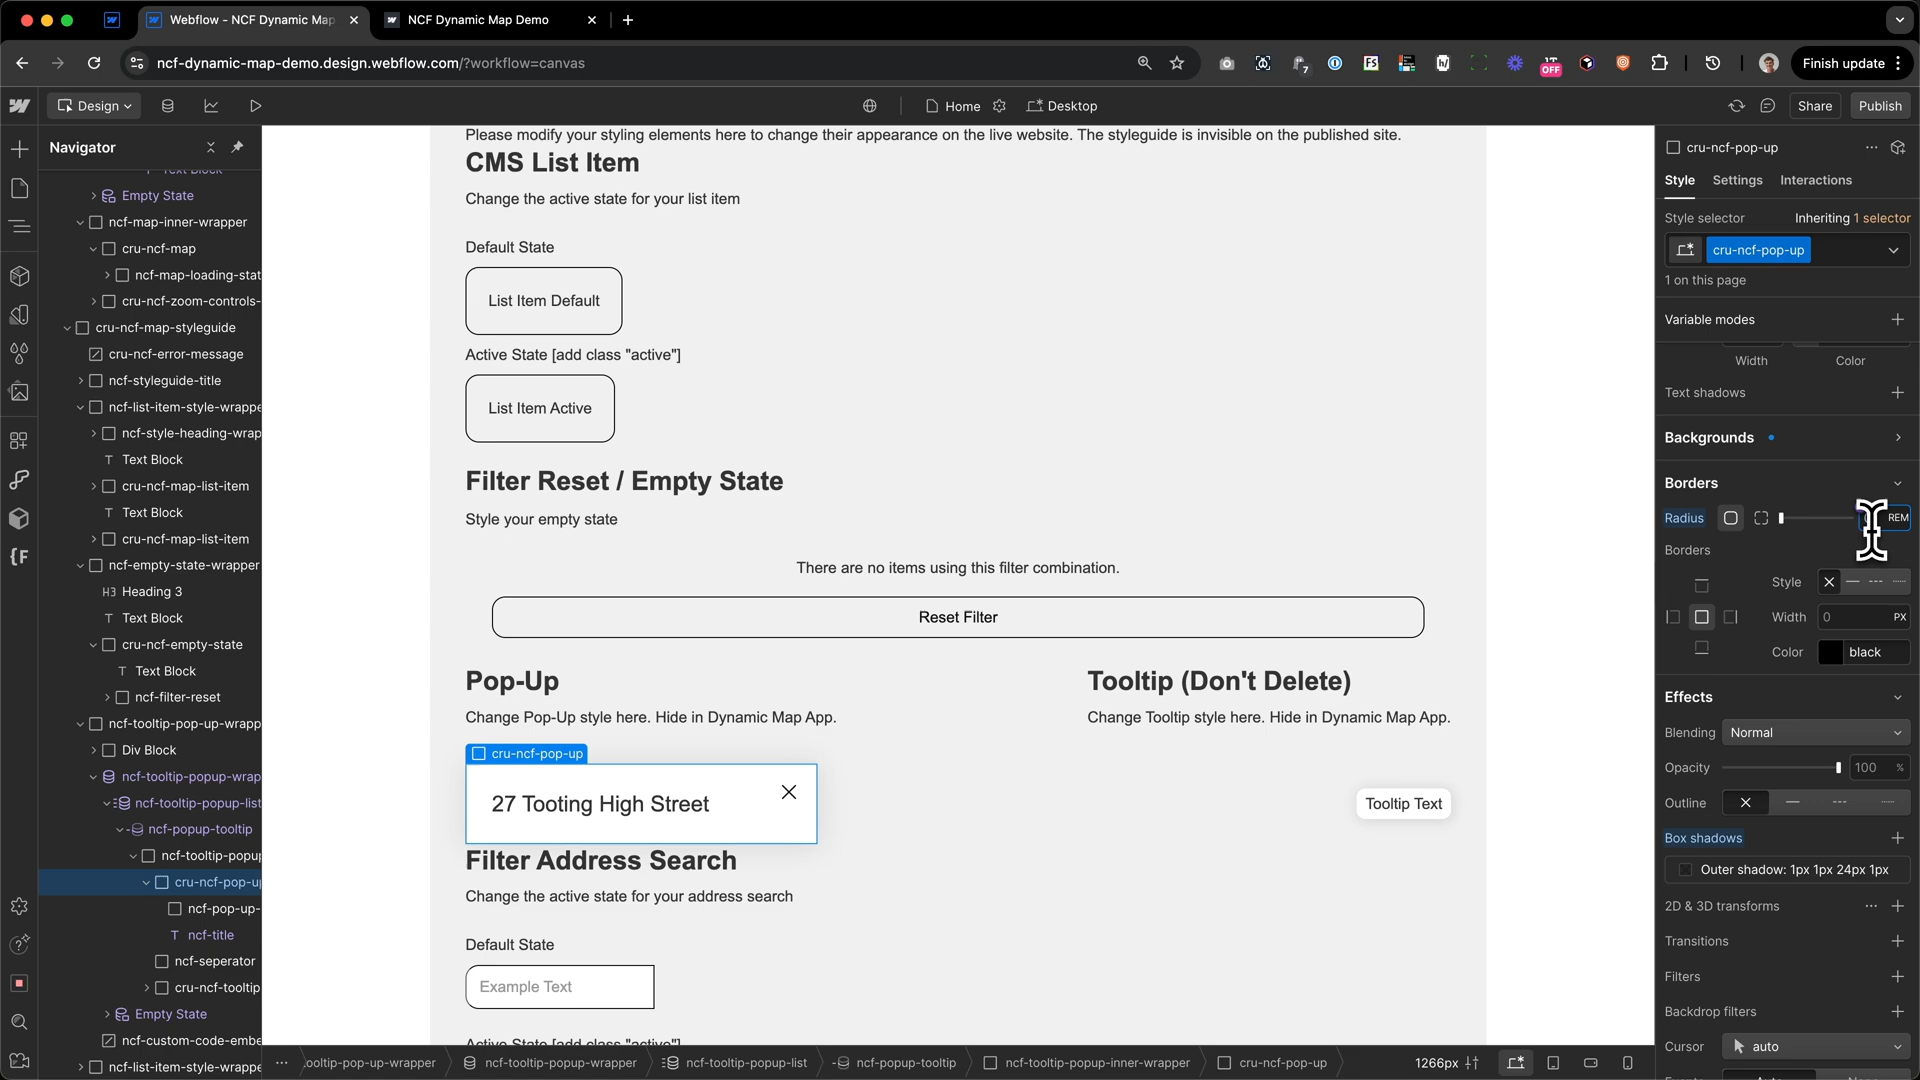 Webflow - NCF Dynamic Map
NCF Dynamic Map Demo
ncf-dynamic-map-demo.design.webflow.com/?workflow=canvas
7
FS
OFF
Finish update
Design
Home
Desktop
Share
Publish
Navigator
Text Block
Empty State
ncf-map-inner-wrapper
cru-ncf-map
ncf-map-loading-stat
cru-ncf-zoom-controls-
cru-ncf-map-styleguide
cru-ncf-error-message
ncf-styleguide-title
ncf-list-item-style-wrappe
ncf-style-heading-wrap
T Text Block
cru-ncf-map-list-item
T Text Block
cru-ncf-map-list-item
ncf-empty-state-wrapper
H3 Heading 3
T Text Block
cru-ncf-empty-state
T Text Block
ncf-filter-reset
ncf-tooltip-pop-up-wrapp
Div Block
ncf-tooltip-popup-wrap
ncf-tooltip-popup-list
ncf-popup-tooltip
ncf-tooltip-popup
cru-ncf-pop-up
ncf-pop-up-
T ncf-title
ncf-seperator
cru-ncf-tooltip
Empty State
ncf-custom-code-embe
ncf-list-item-style-wrappe
Please modify your styling elements here to change their appearance on the live website. The styleguide is invisible on the published site.
CMS List Item
Change the active state for your list item
Default State
List Item Default
Active State [add class "active"]
List Item Active
Filter Reset / Empty State
Style your empty state
There are no items using this filter combination.
Reset Filter
Pop-Up
Change Pop-Up style here. Hide in Dynamic Map App.
Tooltip (Don't Delete)
Change Tooltip style here. Hide in Dynamic Map App.
cru-ncf-pop-up
27 Tooting High Street
Tooltip Text
Filter Address Search
Change the active state for your address search
Default State
Example Text
Active State [add class "active"]
ooltip-pop-up-wrapper
ncf-tooltip-popup-wrapper
ncf-tooltip-popup-list
ncf-popup-tooltip
ncf-tooltip-popup-inner-wrapper
cru-ncf-pop-up
1266px
cru-ncf-pop-up
Style Settings Interactions
Style selector Inheriting 1 selector
cru-ncf-pop-up
1 on this page
Variable modes
Width Color
Text shadows
Backgrounds
Borders
Radius REM
Borders
Style
Width 0 PX
Color black
Effects
Blending Normal
Opacity 100 %
Outline
Box shadows
Outer shadow: 1px 1px 24px 1px
2D & 3D transforms
Transitions
Filters
Backdrop filters
Cursor auto